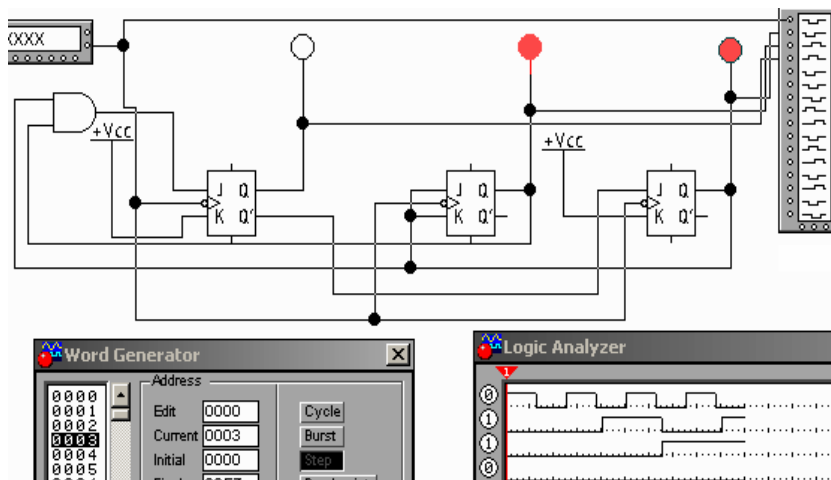 XXXX
+Vcc
+Vcc
J Q
K Q'
J Q
K Q'
J Q
K Q'
Word Generator
0000
0001
0002
0003
0004
0005
Address
Edit 0000
Current 0003
Initial 0000
Cycle
Burst
Step
Logic Analyzer
1
0
1
1
0